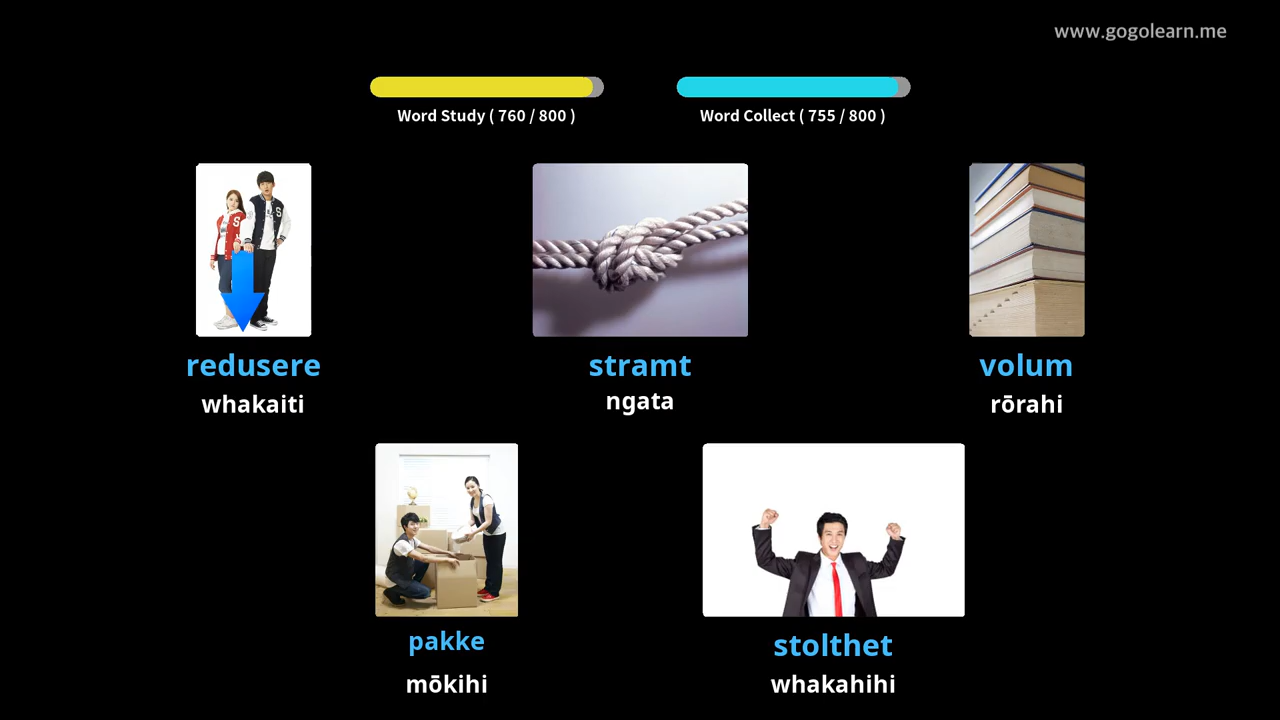 www.gogolearn.me
Word Study ( 760 / 800 )
Word Collect ( 755 / 800 )
redusere
whakaiti
stramt
ngata
volum
rōrahi
pakke
mōkihi
stolthet
whakahihi